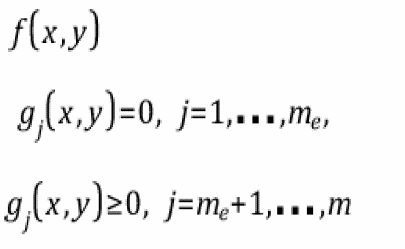 f(x,y)
g_j(x,y)=0, j=1,...,m_e,
g_j(x,y)≥0, j=m_e+1,...,m